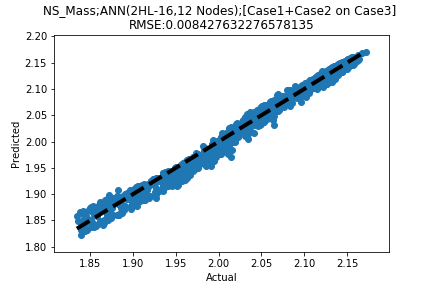 NS_Mass;ANN(2HL-16,12 Nodes);[Case1+Case2 on Case3]
RMSE:0.008427632276578135
2.20
2.15
2.10
2.05
2.00
1.95
1.90
1.85
1.80
Predicted
1.85 1.90 1.95 2.00 2.05 2.10 2.15
Actual